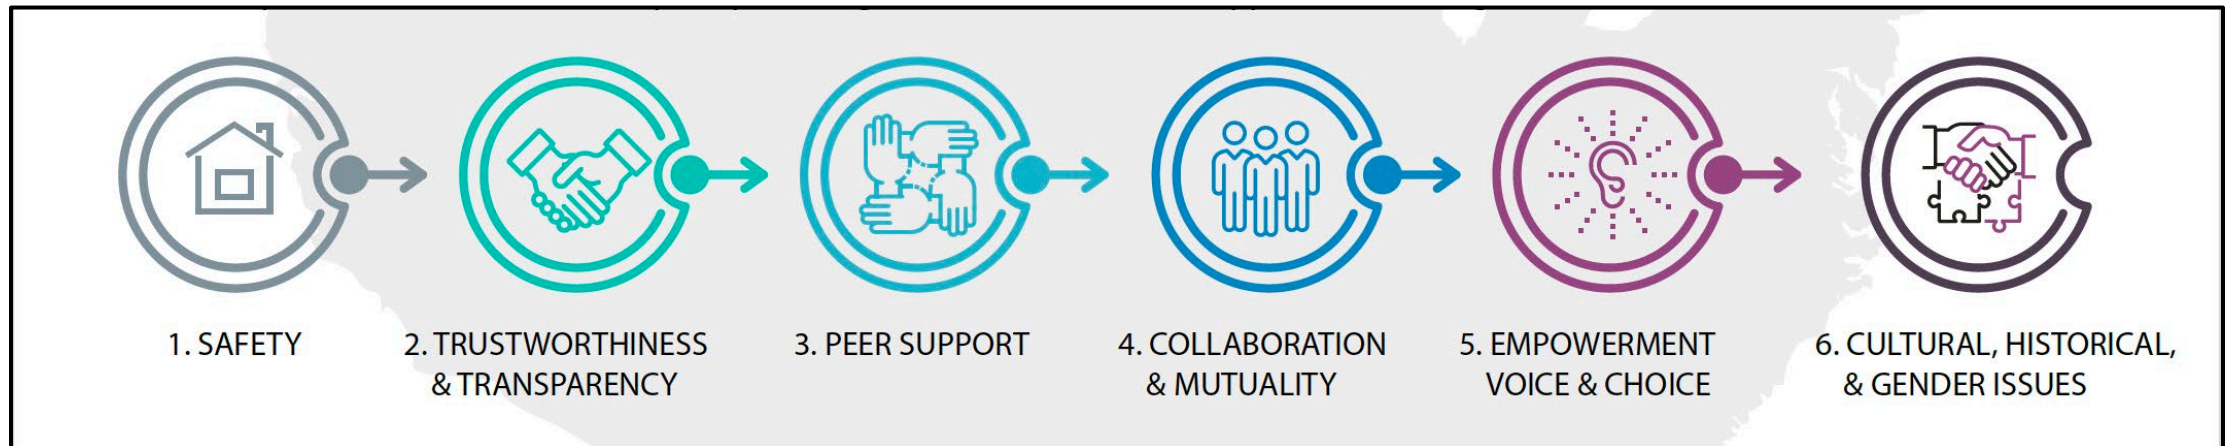 1. SAFETY
2. TRUSTWORTHINESS
& TRANSPARENCY
3. PEER SUPPORT
4. COLLABORATION
& MUTUALITY
5. EMPOWERMENT
VOICE & CHOICE
6. CULTURAL, HISTORICAL,
& GENDER ISSUES